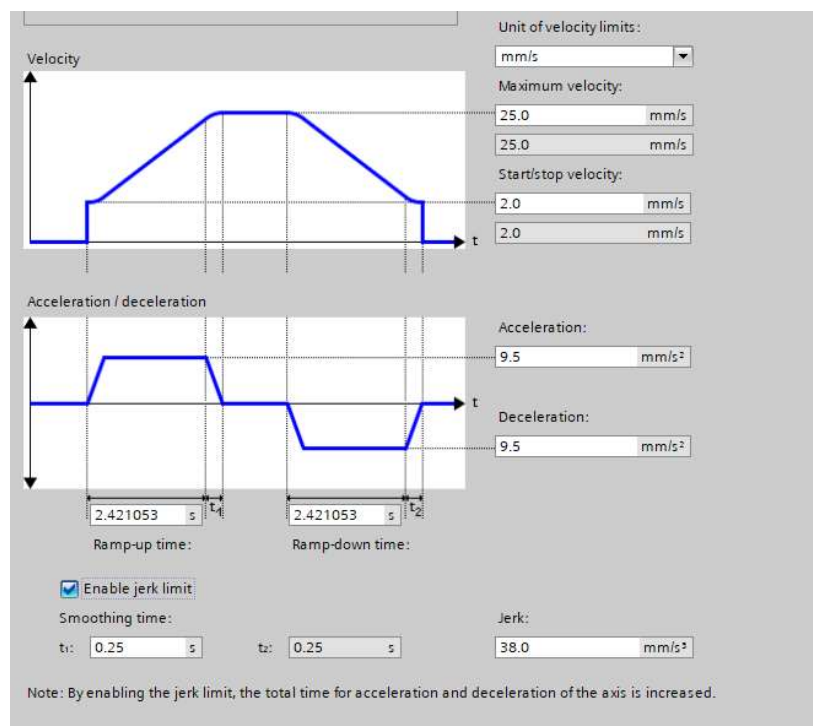 Unit of velocity limits:
mm/s
Velocity
Maximum velocity:
25.0 mm/s
25.0 mm/s
Start/stop velocity:
2.0 mm/s
2.0 mm/s
t
Acceleration / deceleration
Acceleration:
9.5 mm/s²
t
Deceleration:
9.5 mm/s²
2.421053 s t₁ 2.421053 s t₂
Ramp-up time: Ramp-down time:
Enable jerk limit
Smoothing time: Jerk:
t₁: 0.25 s t₂: 0.25 s 38.0 mm/s³
Note: By enabling the jerk limit, the total time for acceleration and deceleration of the axis is increased.